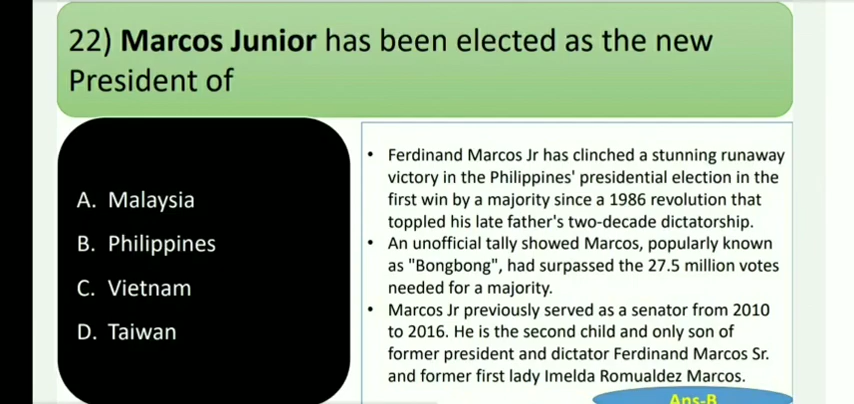 22) Marcos Junior has been elected as the new
President of
A. Malaysia
B. Philippines
C. Vietnam
D. Taiwan
• Ferdinand Marcos Jr has clinched a stunning runaway
victory in the Philippines' presidential election in the
first win by a majority since a 1986 revolution that
toppled his late father's two-decade dictatorship.
• An unofficial tally showed Marcos, popularly known
as "Bongbong", had surpassed the 27.5 million votes
needed for a majority.
• Marcos Jr previously served as a senator from 2010
to 2016. He is the second child and only son of
former president and dictator Ferdinand Marcos Sr.
and former first lady Imelda Romualdez Marcos.
Ans-B